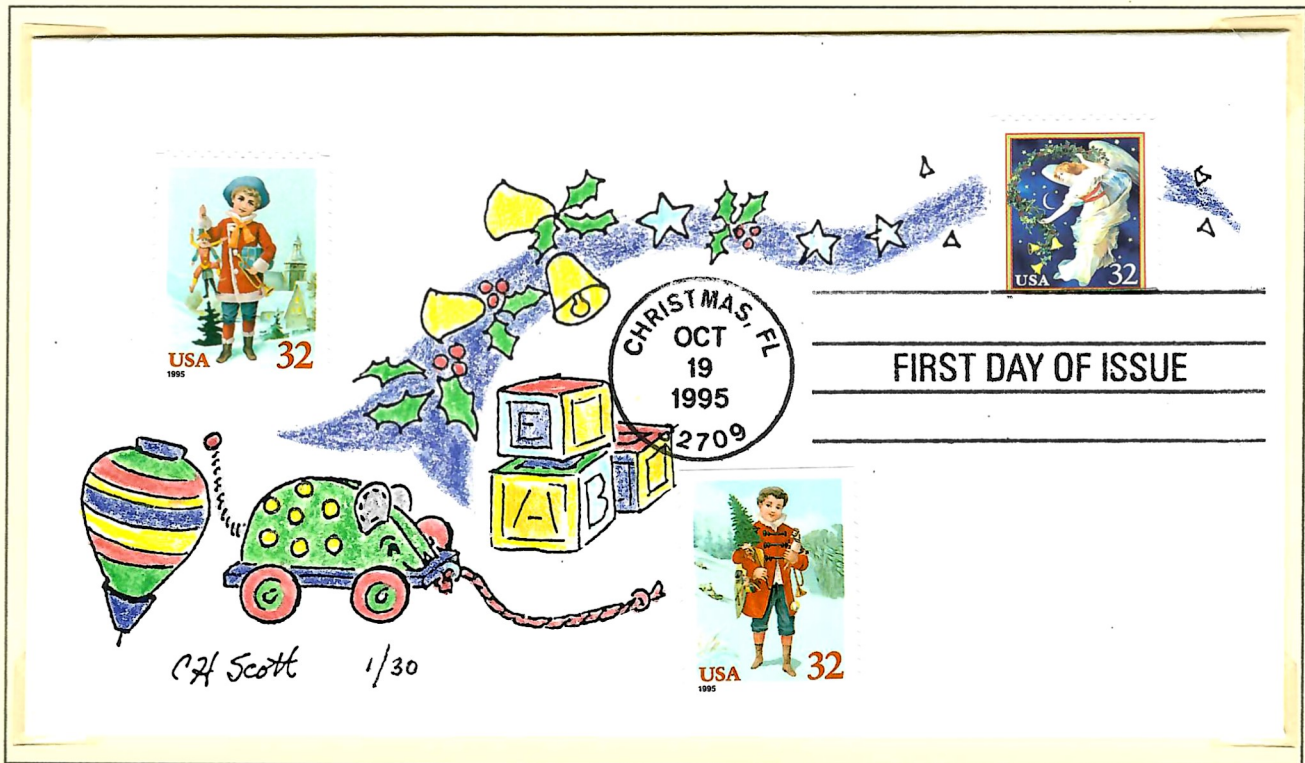 USA 32
1995
USA 32
CHRISTMAS, FL
OCT
19
1995
32709
FIRST DAY OF ISSUE
E
A B
USA 32
1995
CH Scott 1/30